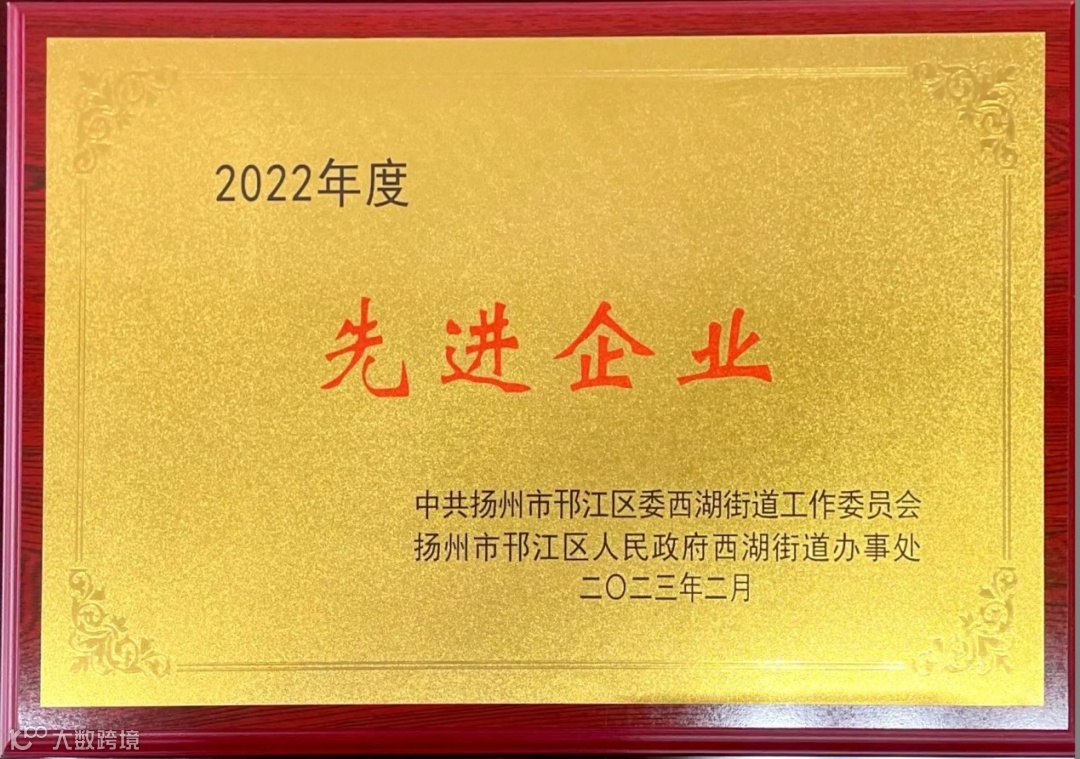 2022年度
先进企业
中共扬州市邗江区委西湖街道工作委员会
扬州市邗江区人民政府西湖街道办事处
二〇二三年二月
大数跨境